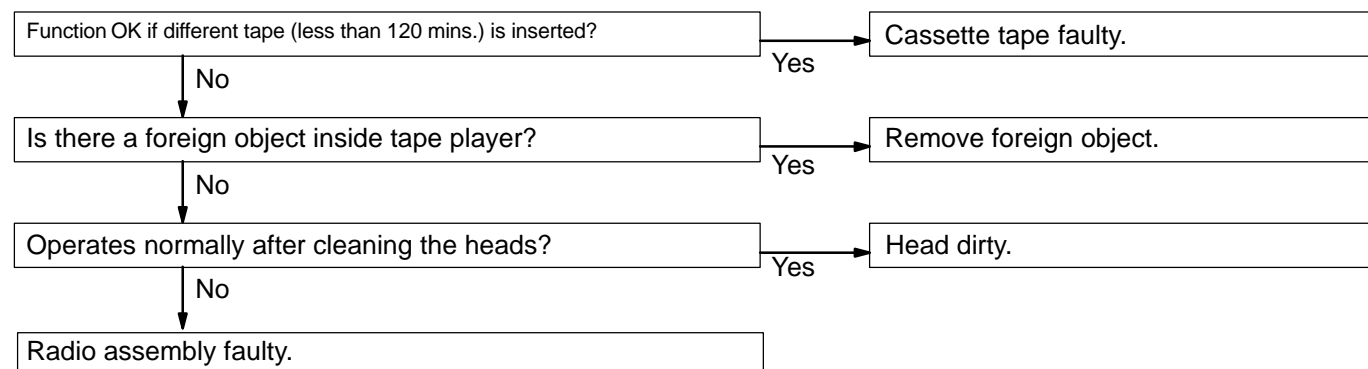 Function OK if different tape (less than 120 mins.) is inserted?
Yes
Cassette tape faulty.
No
Is there a foreign object inside tape player?
Yes
Remove foreign object.
No
Operates normally after cleaning the heads?
Yes
Head dirty.
No
Radio assembly faulty.